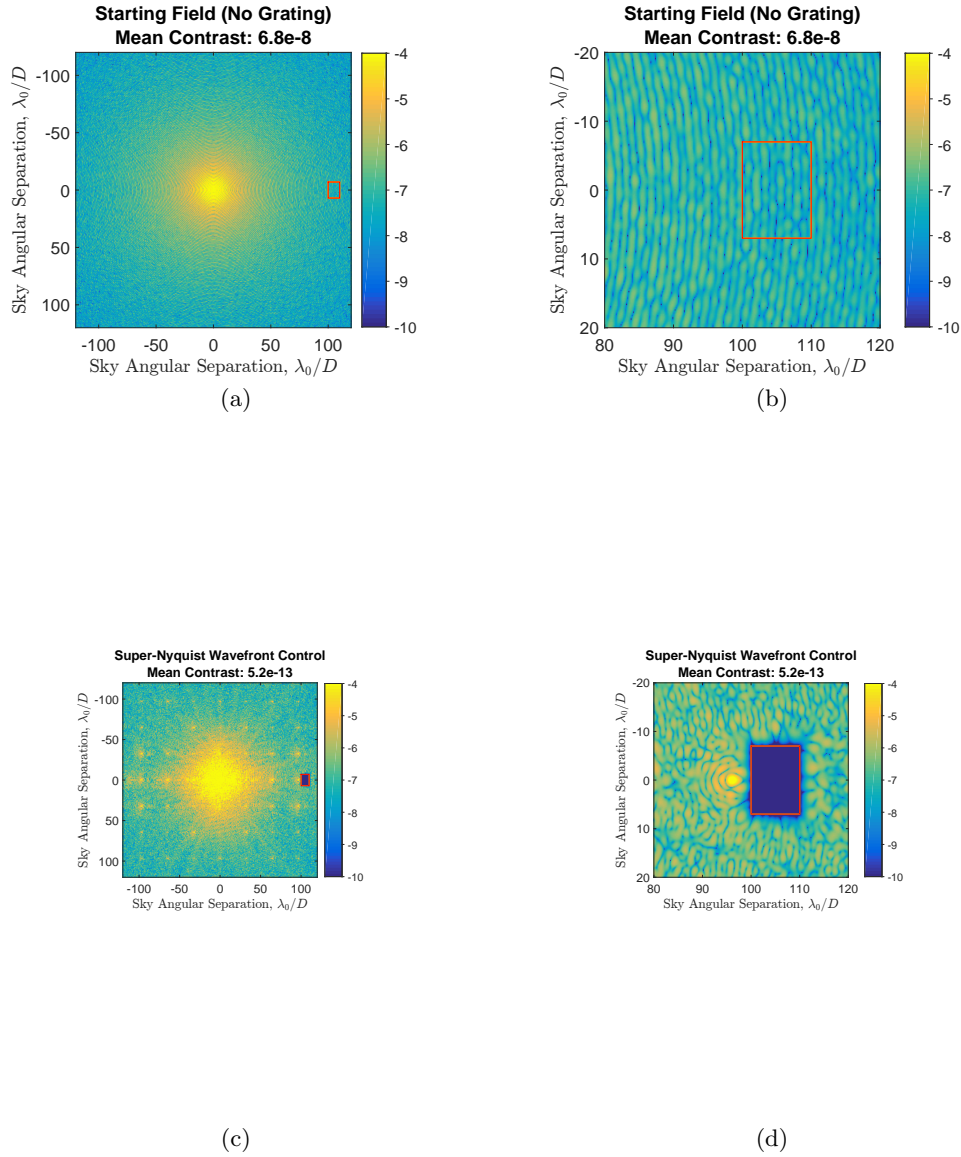 Starting Field (No Grating)
Mean Contrast: 6.8e-8
Sky Angular Separation, λ₀/D
-100
-50
0
50
100
-100 -50 0 50 100
Sky Angular Separation, λ₀/D
-4
-5
-6
-7
-8
-9
-10
(a)
Starting Field (No Grating)
Mean Contrast: 6.8e-8
Sky Angular Separation, λ₀/D
-20
-10
0
10
20
80 90 100 110 120
Sky Angular Separation, λ₀/D
-4
-5
-6
-7
-8
-9
-10
(b)
Super-Nyquist Wavefront Control
Mean Contrast: 5.2e-13
Sky Angular Separation, λ₀/D
-100
-50
0
50
100
-100 -50 0 50 100
Sky Angular Separation, λ₀/D
-4
-5
-6
-7
-8
-9
-10
(c)
Super-Nyquist Wavefront Control
Mean Contrast: 5.2e-13
Sky Angular Separation, λ₀/D
-20
-10
0
10
20
80 90 100 110 120
Sky Angular Separation, λ₀/D
-4
-5
-6
-7
-8
-9
-10
(d)